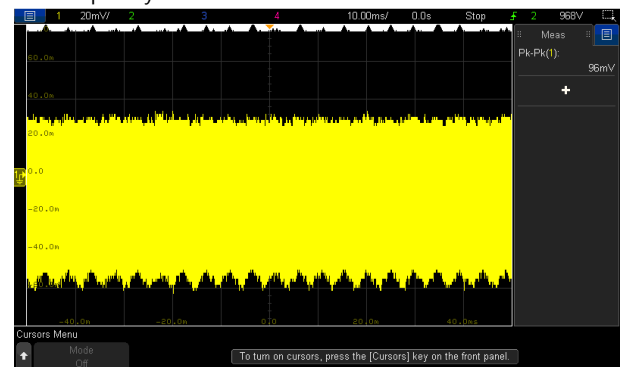 1 20mV/ 2 3 4 10.00ms/ 0.0s Stop 2 968V
Meas
Pk-Pk(1):
96mV
60.0m
40.0m
20.0m
0.0
-20.0m
-40.0m
-40.0m -20.0m 0.0 20.0m 40.0ms
Cursors Menu
Mode
Off
To turn on cursors, press the [Cursors] key on the front panel.